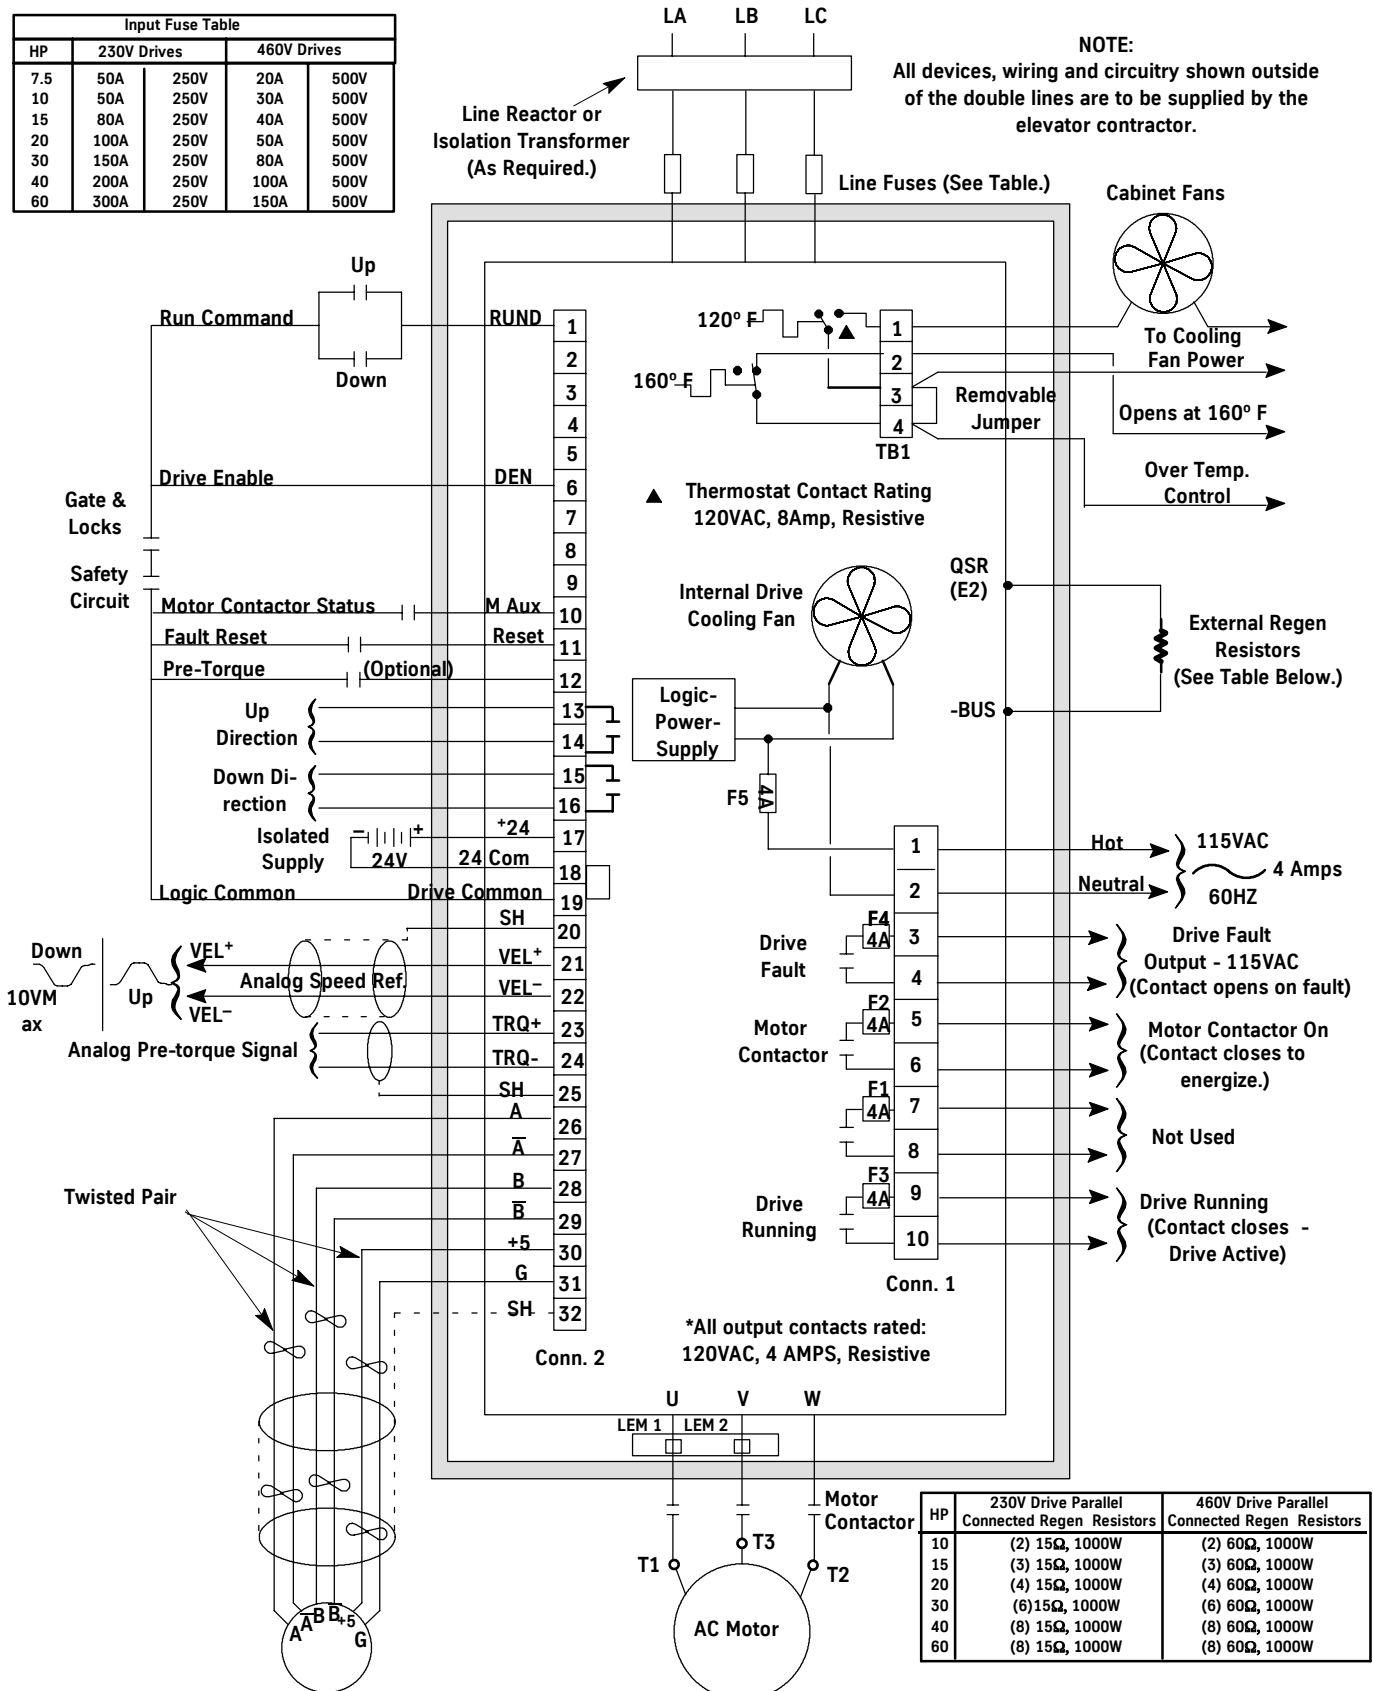 Input Fuse Table
HP 230V Drives 460V Drives
7.5 50A 250V 20A 500V
10 50A 250V 30A 500V
15 80A 250V 40A 500V
20 100A 250V 50A 500V
30 150A 250V 80A 500V
40 200A 250V 100A 500V
60 300A 250V 150A 500V
LA LB LC
Line Reactor or
Isolation Transformer
(As Required.)
Line Fuses (See Table.)
NOTE:
All devices, wiring and circuitry shown outside
of the double lines are to be supplied by the
elevator contractor.
Cabinet Fans
To Cooling
Fan Power
Opens at 160º F
Over Temp.
Control
120º F
160º F
1
2
3
4
TB1
Removable
Jumper
▲ Thermostat Contact Rating
120VAC, 8Amp, Resistive
Internal Drive
Cooling Fan
Logic-
Power-
Supply
F5
4A
QSR
(E2)
-BUS
External Regen
Resistors
(See Table Below.)
Up
Run Command
Down
RUND
Drive Enable
DEN
Gate &
Locks
Safety
Circuit
Motor Contactor Status
M Aux
Fault Reset
Reset
Pre-Torque (Optional)
Up
Direction
Down Di-
rection
Isolated
Supply
– +
24V
+24
24 Com
Logic Common
Drive Common
SH
Down
10VM
ax
Up
VEL+
VEL–
Analog Speed Ref.
VEL+
VEL–
Analog Pre-torque Signal
TRQ+
TRQ-
SH
A
A̅
B
B̅
+5
G
SH
1
2
3
4
5
6
7
8
9
10
11
12
13
14
15
16
17
18
19
20
21
22
23
24
25
26
27
28
29
30
31
32
Conn. 2
Twisted Pair
A A̅ B B̅ +5 G
1
2
3
4
5
6
7
8
9
10
Conn. 1
Hot
Neutral
115VAC
4 Amps
60HZ
Drive
Fault
F4
4A
Drive Fault
Output - 115VAC
(Contact opens on fault)
Motor
Contactor
F2
4A
Motor Contactor On
(Contact closes to
energize.)
F1
4A
Not Used
Drive
Running
F3
4A
Drive Running
(Contact closes -
Drive Active)
*All output contacts rated:
120VAC, 4 AMPS, Resistive
U V W
LEM 1 LEM 2
Motor
Contactor
T1
T3
T2
AC Motor
HP 230V Drive Parallel Connected Regen Resistors 460V Drive Parallel Connected Regen Resistors
10 (2) 15Ω, 1000W (2) 60Ω, 1000W
15 (3) 15Ω, 1000W (3) 60Ω, 1000W
20 (4) 15Ω, 1000W (4) 60Ω, 1000W
30 (6)15Ω, 1000W (6) 60Ω, 1000W
40 (8) 15Ω, 1000W (8) 60Ω, 1000W
60 (8) 15Ω, 1000W (8) 60Ω, 1000W